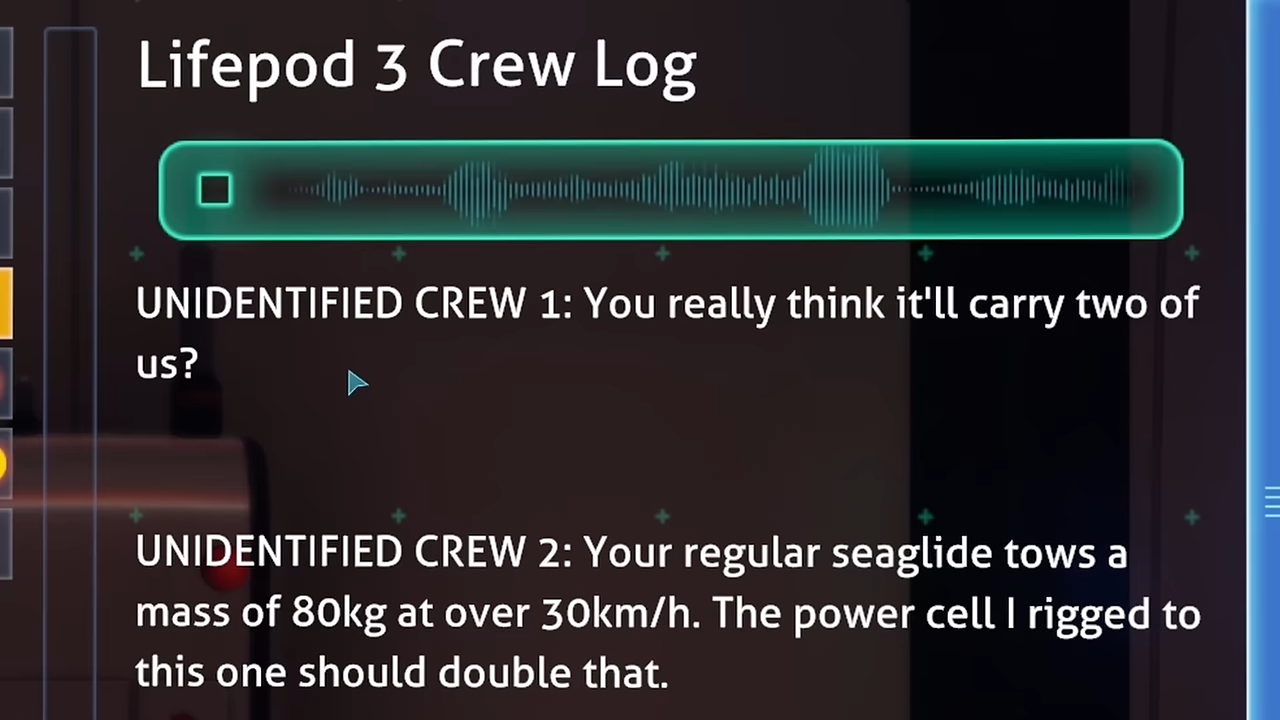 Lifepod 3 Crew Log
UNIDENTIFIED CREW 1: You really think it'll carry two of
us?
UNIDENTIFIED CREW 2: Your regular seaglide tows a
mass of 80kg at over 30km/h. The power cell I rigged to
this one should double that.